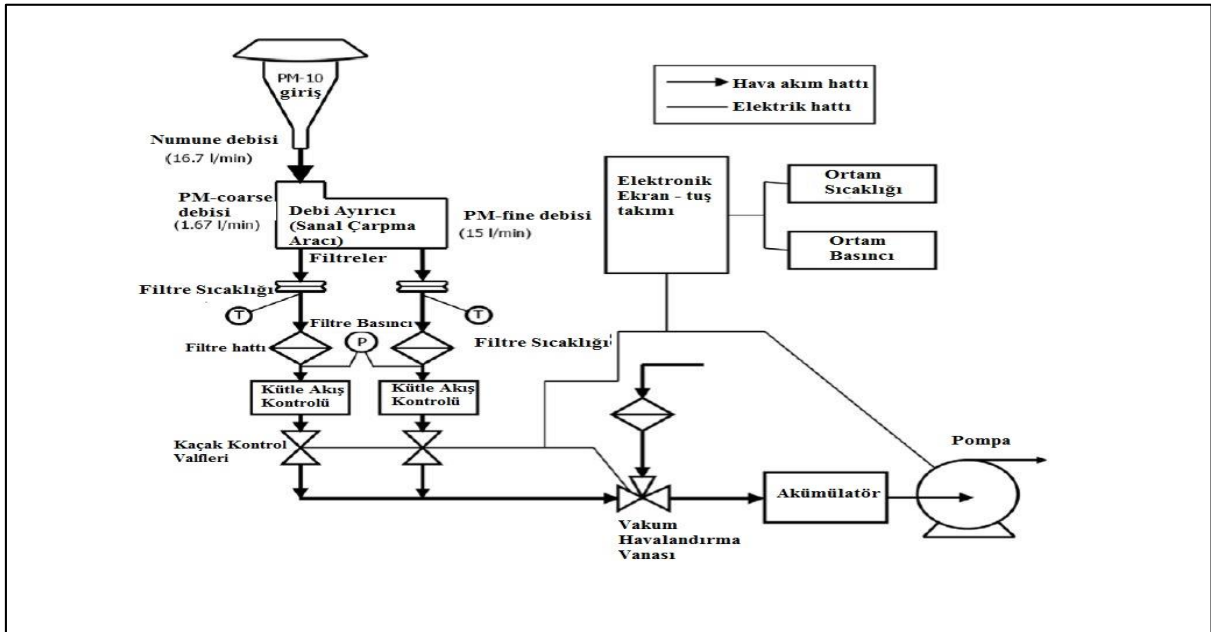 PM-10
giriş
Hava akım hattı
Elektrik hattı
Numune debisi
(16.7 l/min)
PM-coarse
debisi
(1.67 l/min)
Debi Ayırıcı
(Sanal Çarpma
Aracı)
PM-fine debisi
(15 l/min)
Elektronik
Ekran - tuş
takımı
Ortam
Sıcaklığı
Ortam
Basıncı
Filtreler
Filtre Sıcaklığı
T
T
Filtre Basıncı
P
Filtre hattı
Filtre Sıcaklığı
Kütle Akış
Kontrolü
Kütle Akış
Kontrolü
Kaçak Kontrol
Valfleri
Pompa
Akümülatör
Vakum
Havalandırma
Vanası